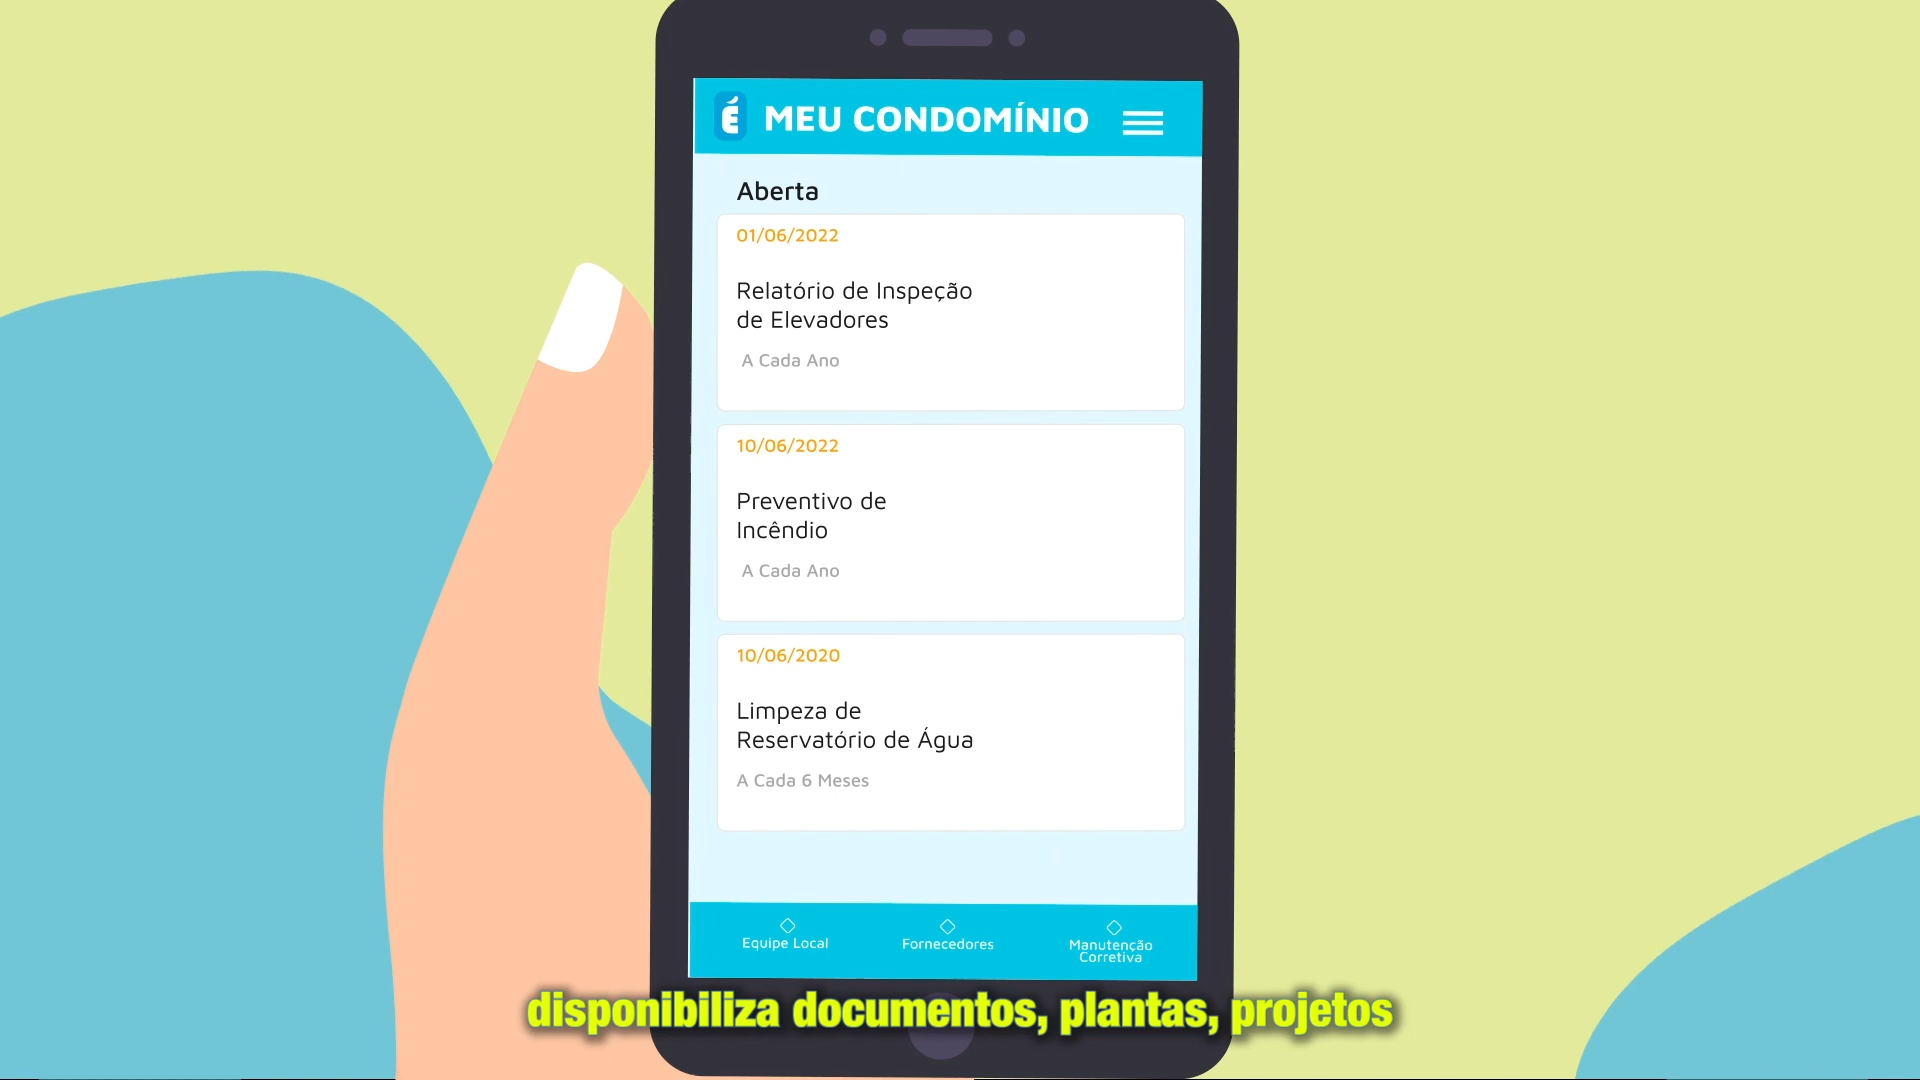 É MEU CONDOMÍNIO
Aberta
01/06/2022
Relatório de Inspeção
de Elevadores
A Cada Ano
10/06/2022
Preventivo de
Incêndio
A Cada Ano
10/06/2020
Limpeza de
Reservatório de Água
A Cada 6 Meses
Equipe Local
Fornecedores
Manutenção
Corretiva
disponibiliza documentos, plantas, projetos